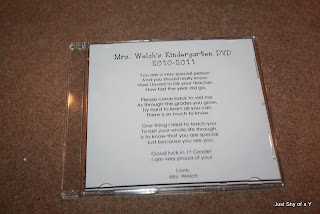 Mrs. Welch's Kindergarten DVD
2010-2011
You are a very special person
And you should really know,
How I loved to be your teacher,
How fast the year did go.
Please come back to visit me
As through the grades you grow,
Try hard to learn all you can,
There is so much to know.
One thing I tried to teach you
To last your whole life through,
Is to know that you are special,
Just because you are you.
Good luck in 1st Grade!
I am very proud of you!
Love,
Mrs. Welch
Just Shy of a Y